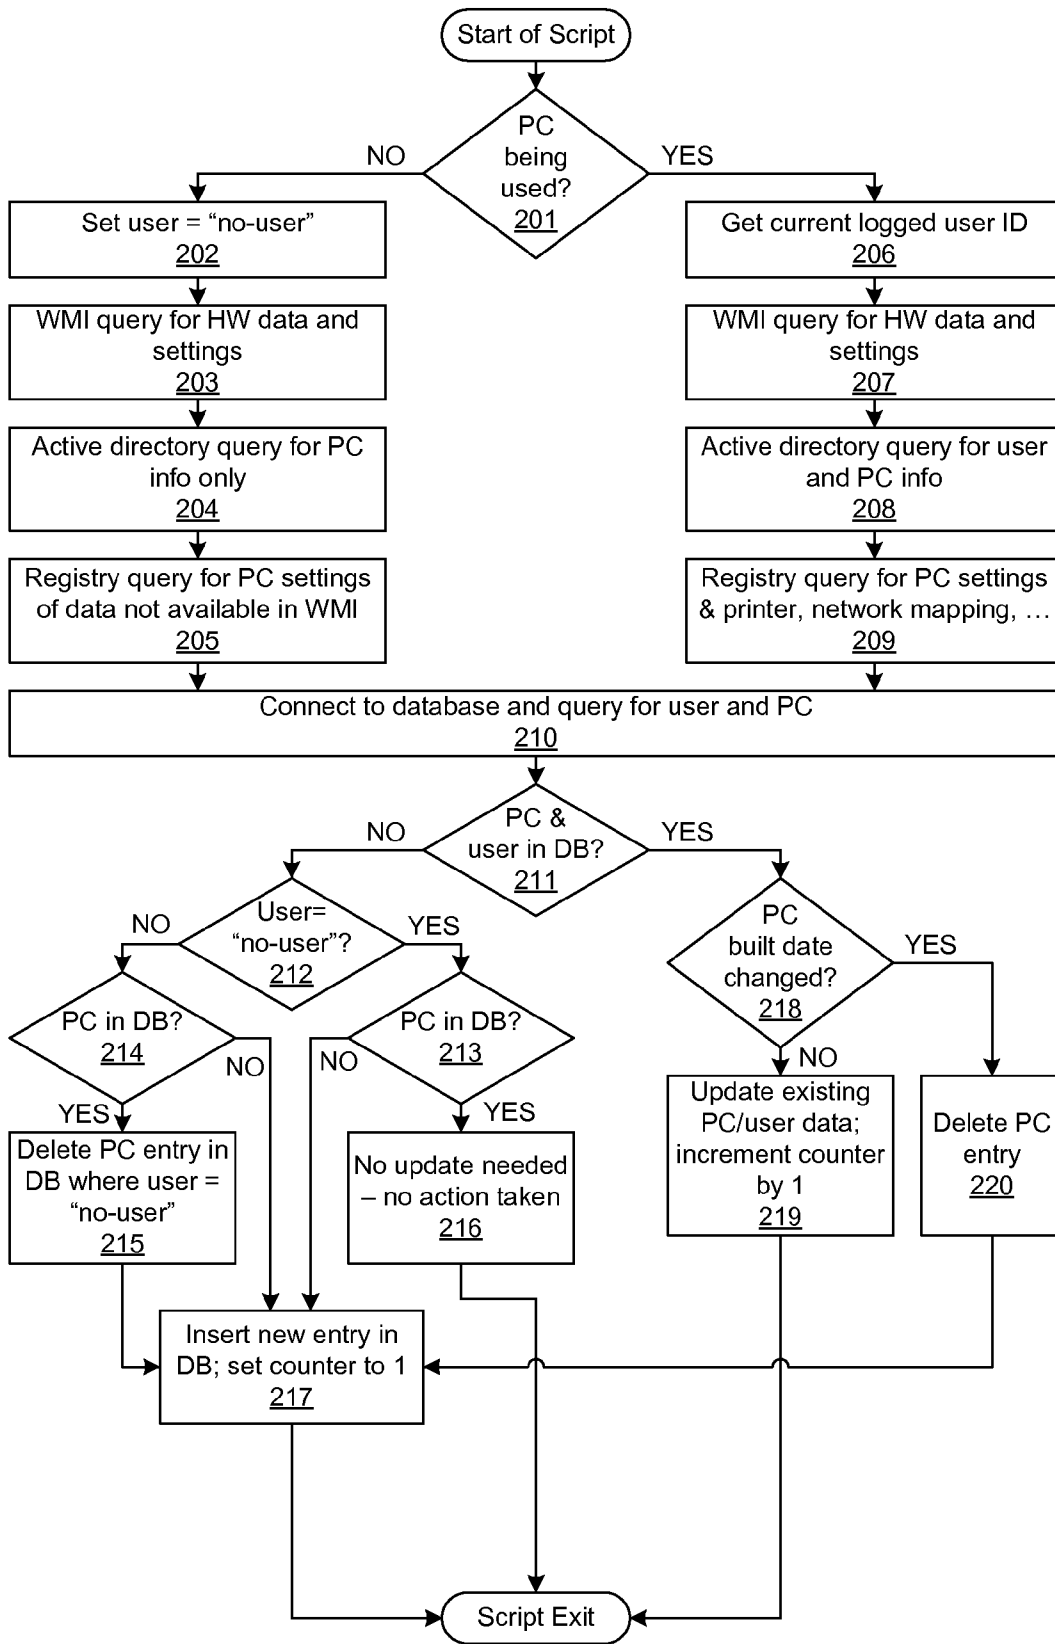 Start of Script
PC
being
used?
201
NO
YES
Set user = “no-user”
202
Get current logged user ID
206
WMI query for HW data and
settings
203
WMI query for HW data and
settings
207
Active directory query for PC
info only
204
Active directory query for user
and PC info
208
Registry query for PC settings
of data not available in WMI
205
Registry query for PC settings
& printer, network mapping, …
209
Connect to database and query for user and PC
210
PC &
user in DB?
211
NO
YES
User=
“no-user”?
212
NO
YES
PC
built date
changed?
218
YES
NO
PC in DB?
214
NO
YES
PC in DB?
213
NO
YES
Delete PC entry in
DB where user =
“no-user”
215
No update needed
– no action taken
216
Update existing
PC/user data;
increment counter
by 1
219
Delete PC
entry
220
Insert new entry in
DB; set counter to 1
217
Script Exit